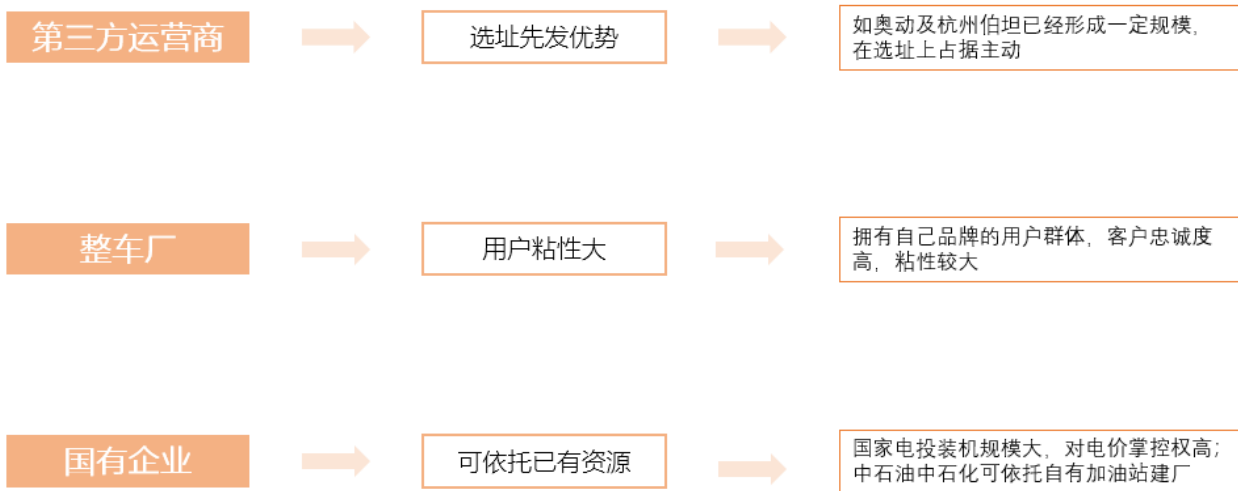 第三方运营商
选址先发优势
如奥动及杭州伯坦已经形成一定规模，
在选址上占据主动
整车厂
用户粘性大
拥有自己品牌的用户群体，客户忠诚度
高，粘性较大
国有企业
可依托已有资源
国家电投装机规模大，对电价掌控权高；
中石油中石化可依托自有加油站建厂